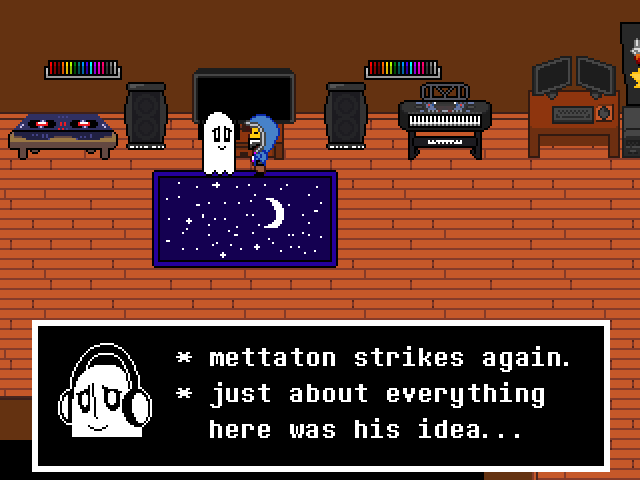 * mettaton strikes again.
* just about everything
here was his idea...